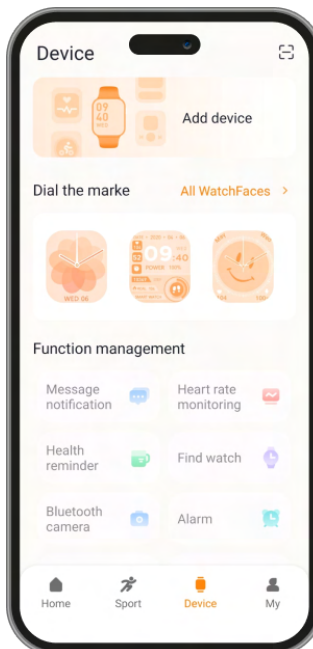 Device
Add device
09
40
Dial the marke
All WatchFaces >
WED 08
09:40
POWER
Function management
Message
notification
Heart rate
monitoring
Health
reminder
Find watch
Bluetooth
camera
Alarm
Home
Sport
Device
My